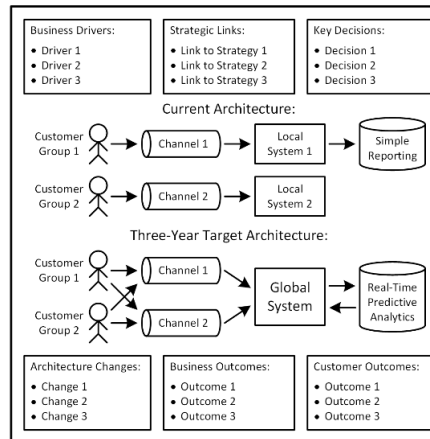 Business Drivers:
• Driver 1
• Driver 2
• Driver 3
Strategic Links:
• Link to Strategy 1
• Link to Strategy 2
• Link to Strategy 3
Key Decisions:
• Decision 1
• Decision 2
• Decision 3
Current Architecture:
Customer
Group 1
Channel 1
Local
System 1
Simple
Reporting
Customer
Group 2
Channel 2
Local
System 2
Three-Year Target Architecture:
Customer
Group 1
Channel 1
Customer
Group 2
Channel 2
Global
System
Real-Time
Predictive
Analytics
Architecture Changes:
• Change 1
• Change 2
• Change 3
Business Outcomes:
• Outcome 1
• Outcome 2
• Outcome 3
Customer Outcomes:
• Outcome 1
• Outcome 2
• Outcome 3